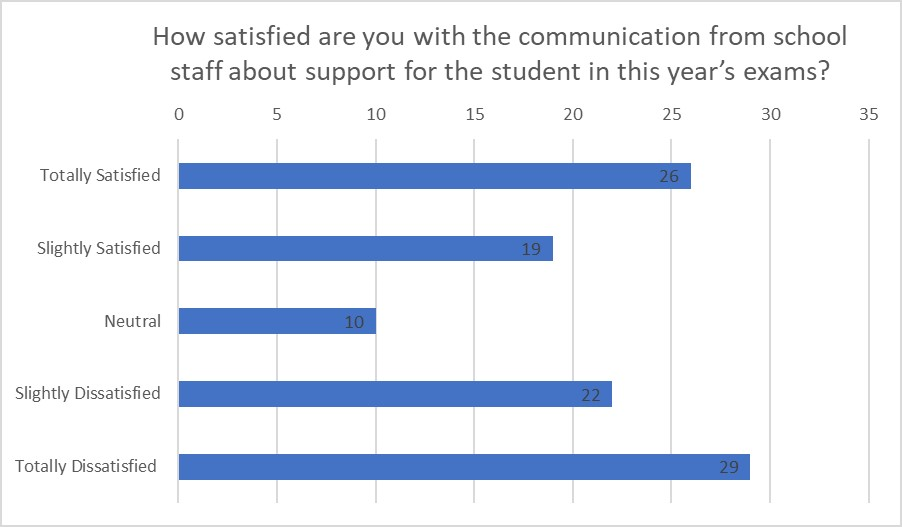 How satisfied are you with the communication from school
staff about support for the student in this year’s exams?
0 5 10 15 20 25 30 35
Totally Satisfied 26
Slightly Satisfied 19
Neutral 10
Slightly Dissatisfied 22
Totally Dissatisfied 29